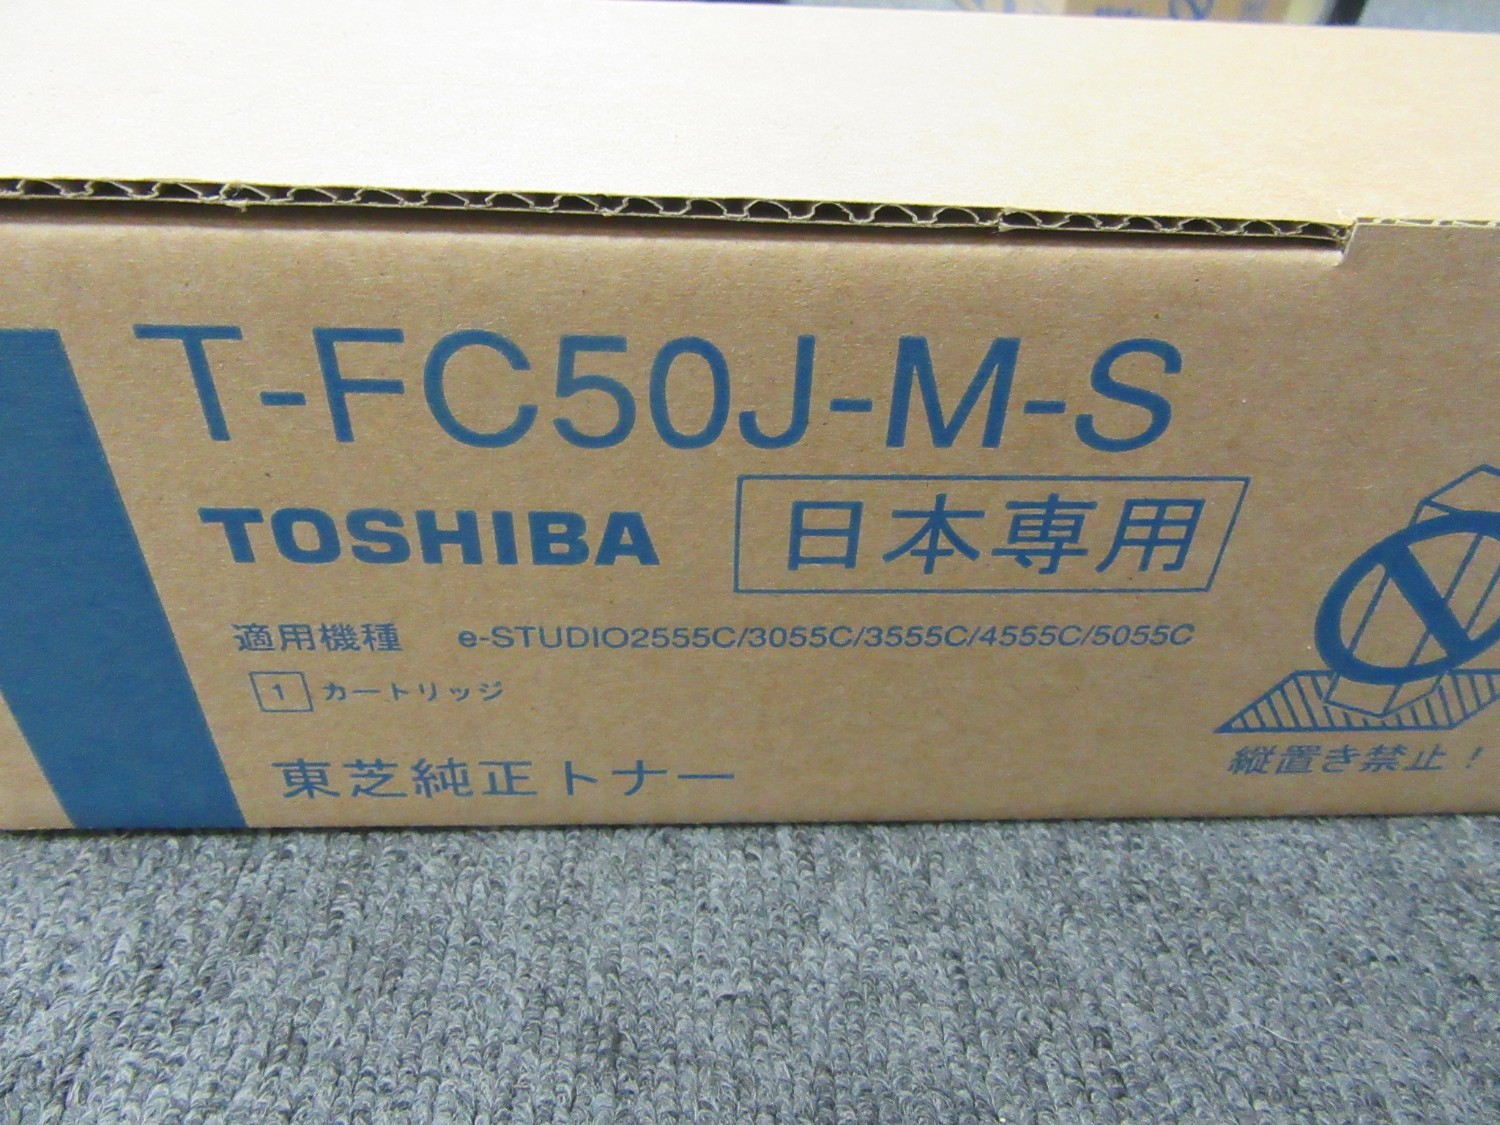 T-FC50J-M-S
TOSHIBA 日本専用
適用機種 e-STUDIO2555C/3055C/3555C/4555C/5055C
1 カートリッジ
縦置き禁止！
東芝純正トナー